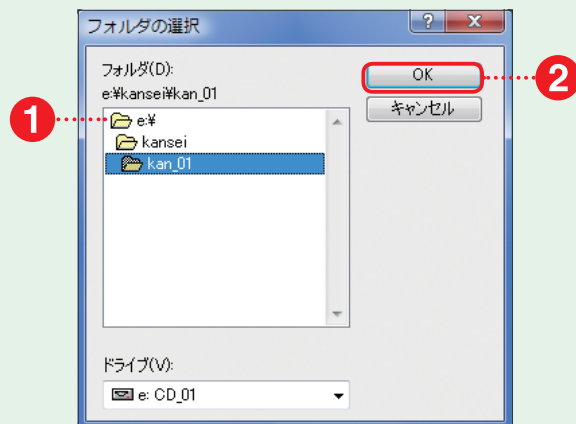 フォルダの選択
?
フォルダ(D):
e:¥kansei¥kan_01
OK
2
キャンセル
1
e:¥
kansei
kan_01
ドライブ(V):
e: CD_01